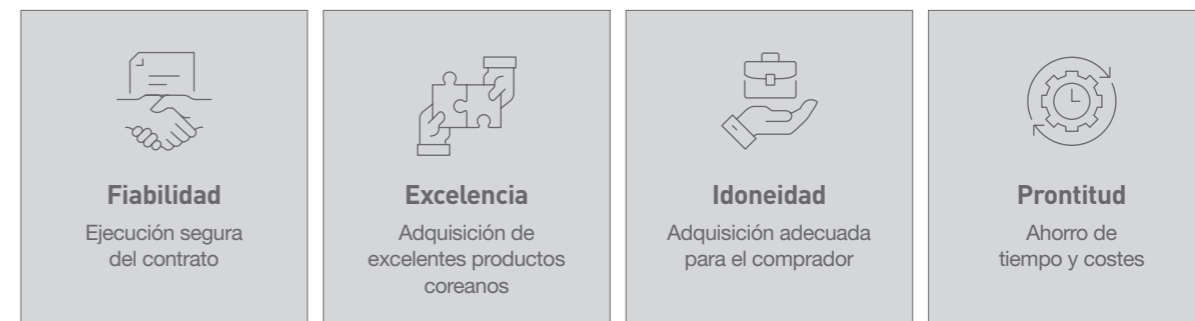 Fiabilidad
Ejecución segura
del contrato
Excelencia
Adquisición de
excelentes productos
coreanos
Idoneidad
Adquisición adecuada
para el comprador
Prontitud
Ahorro de
tiempo y costes